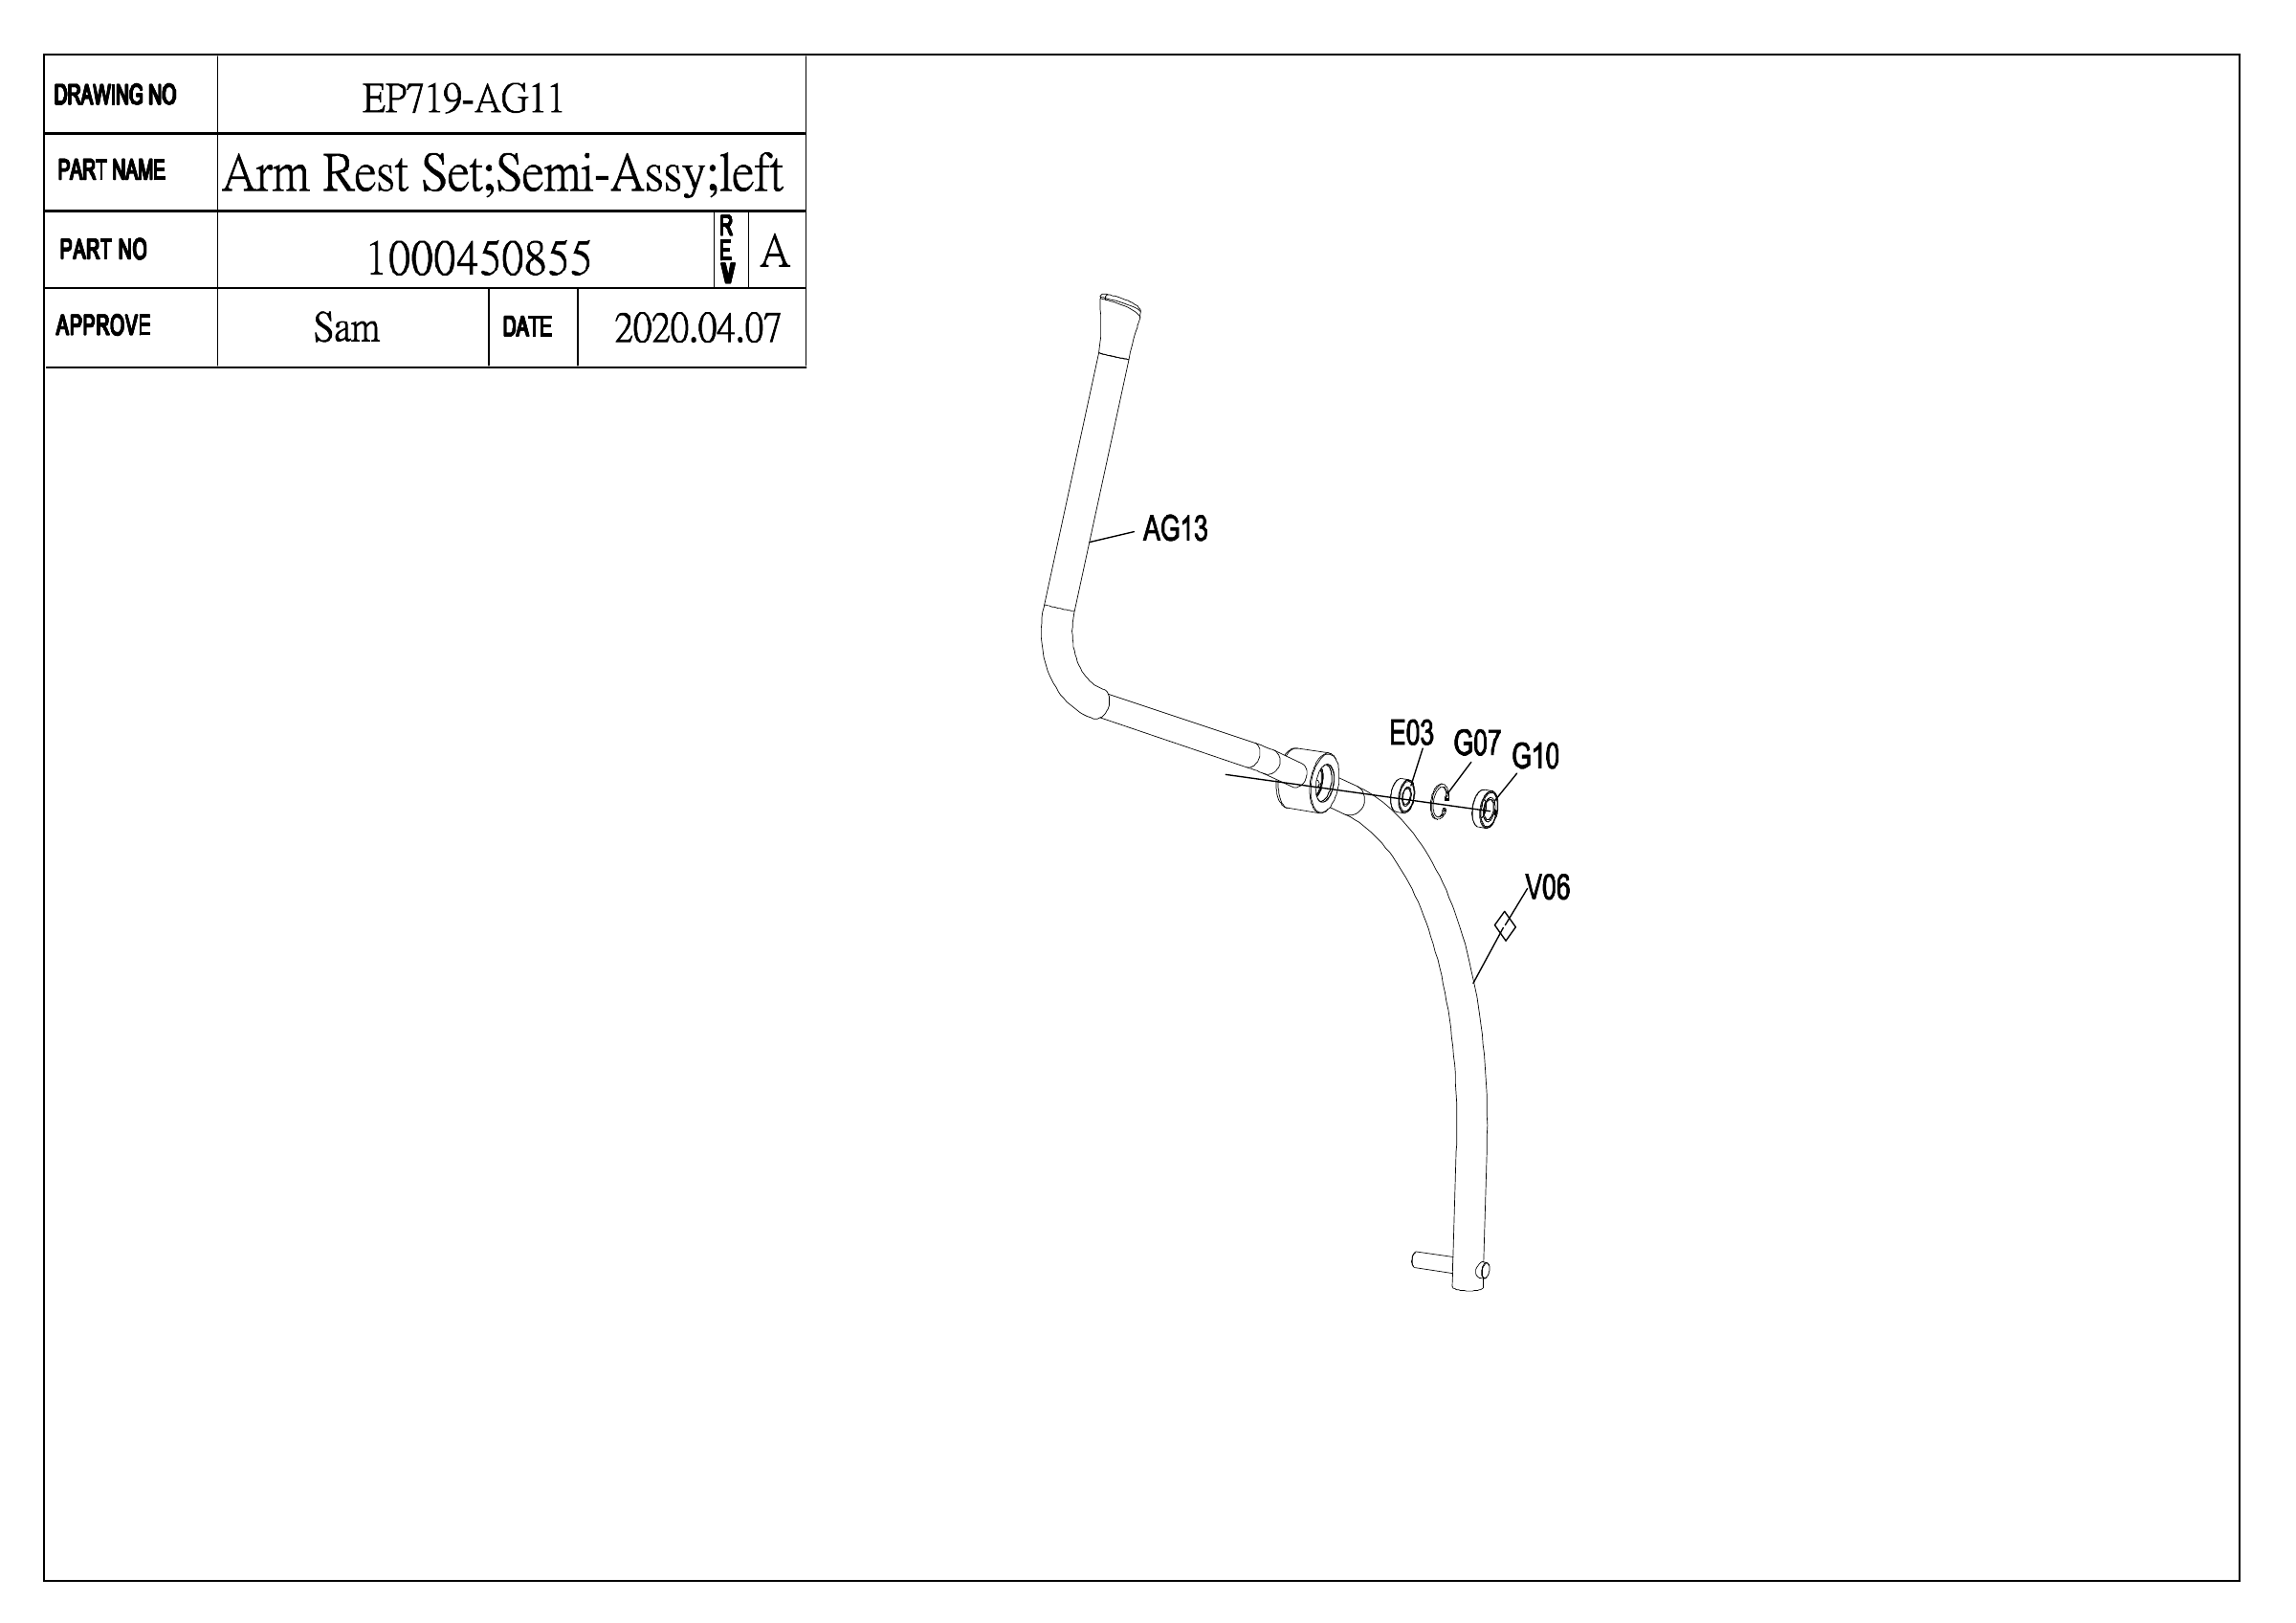 DRAWING NO EP719-AG11
PART NAME Arm Rest Set;Semi-Assy;left
PART NO 1000450855 REV A
APPROVE Sam DATE 2020.04.07
AG13
E03
G07
G10
V06